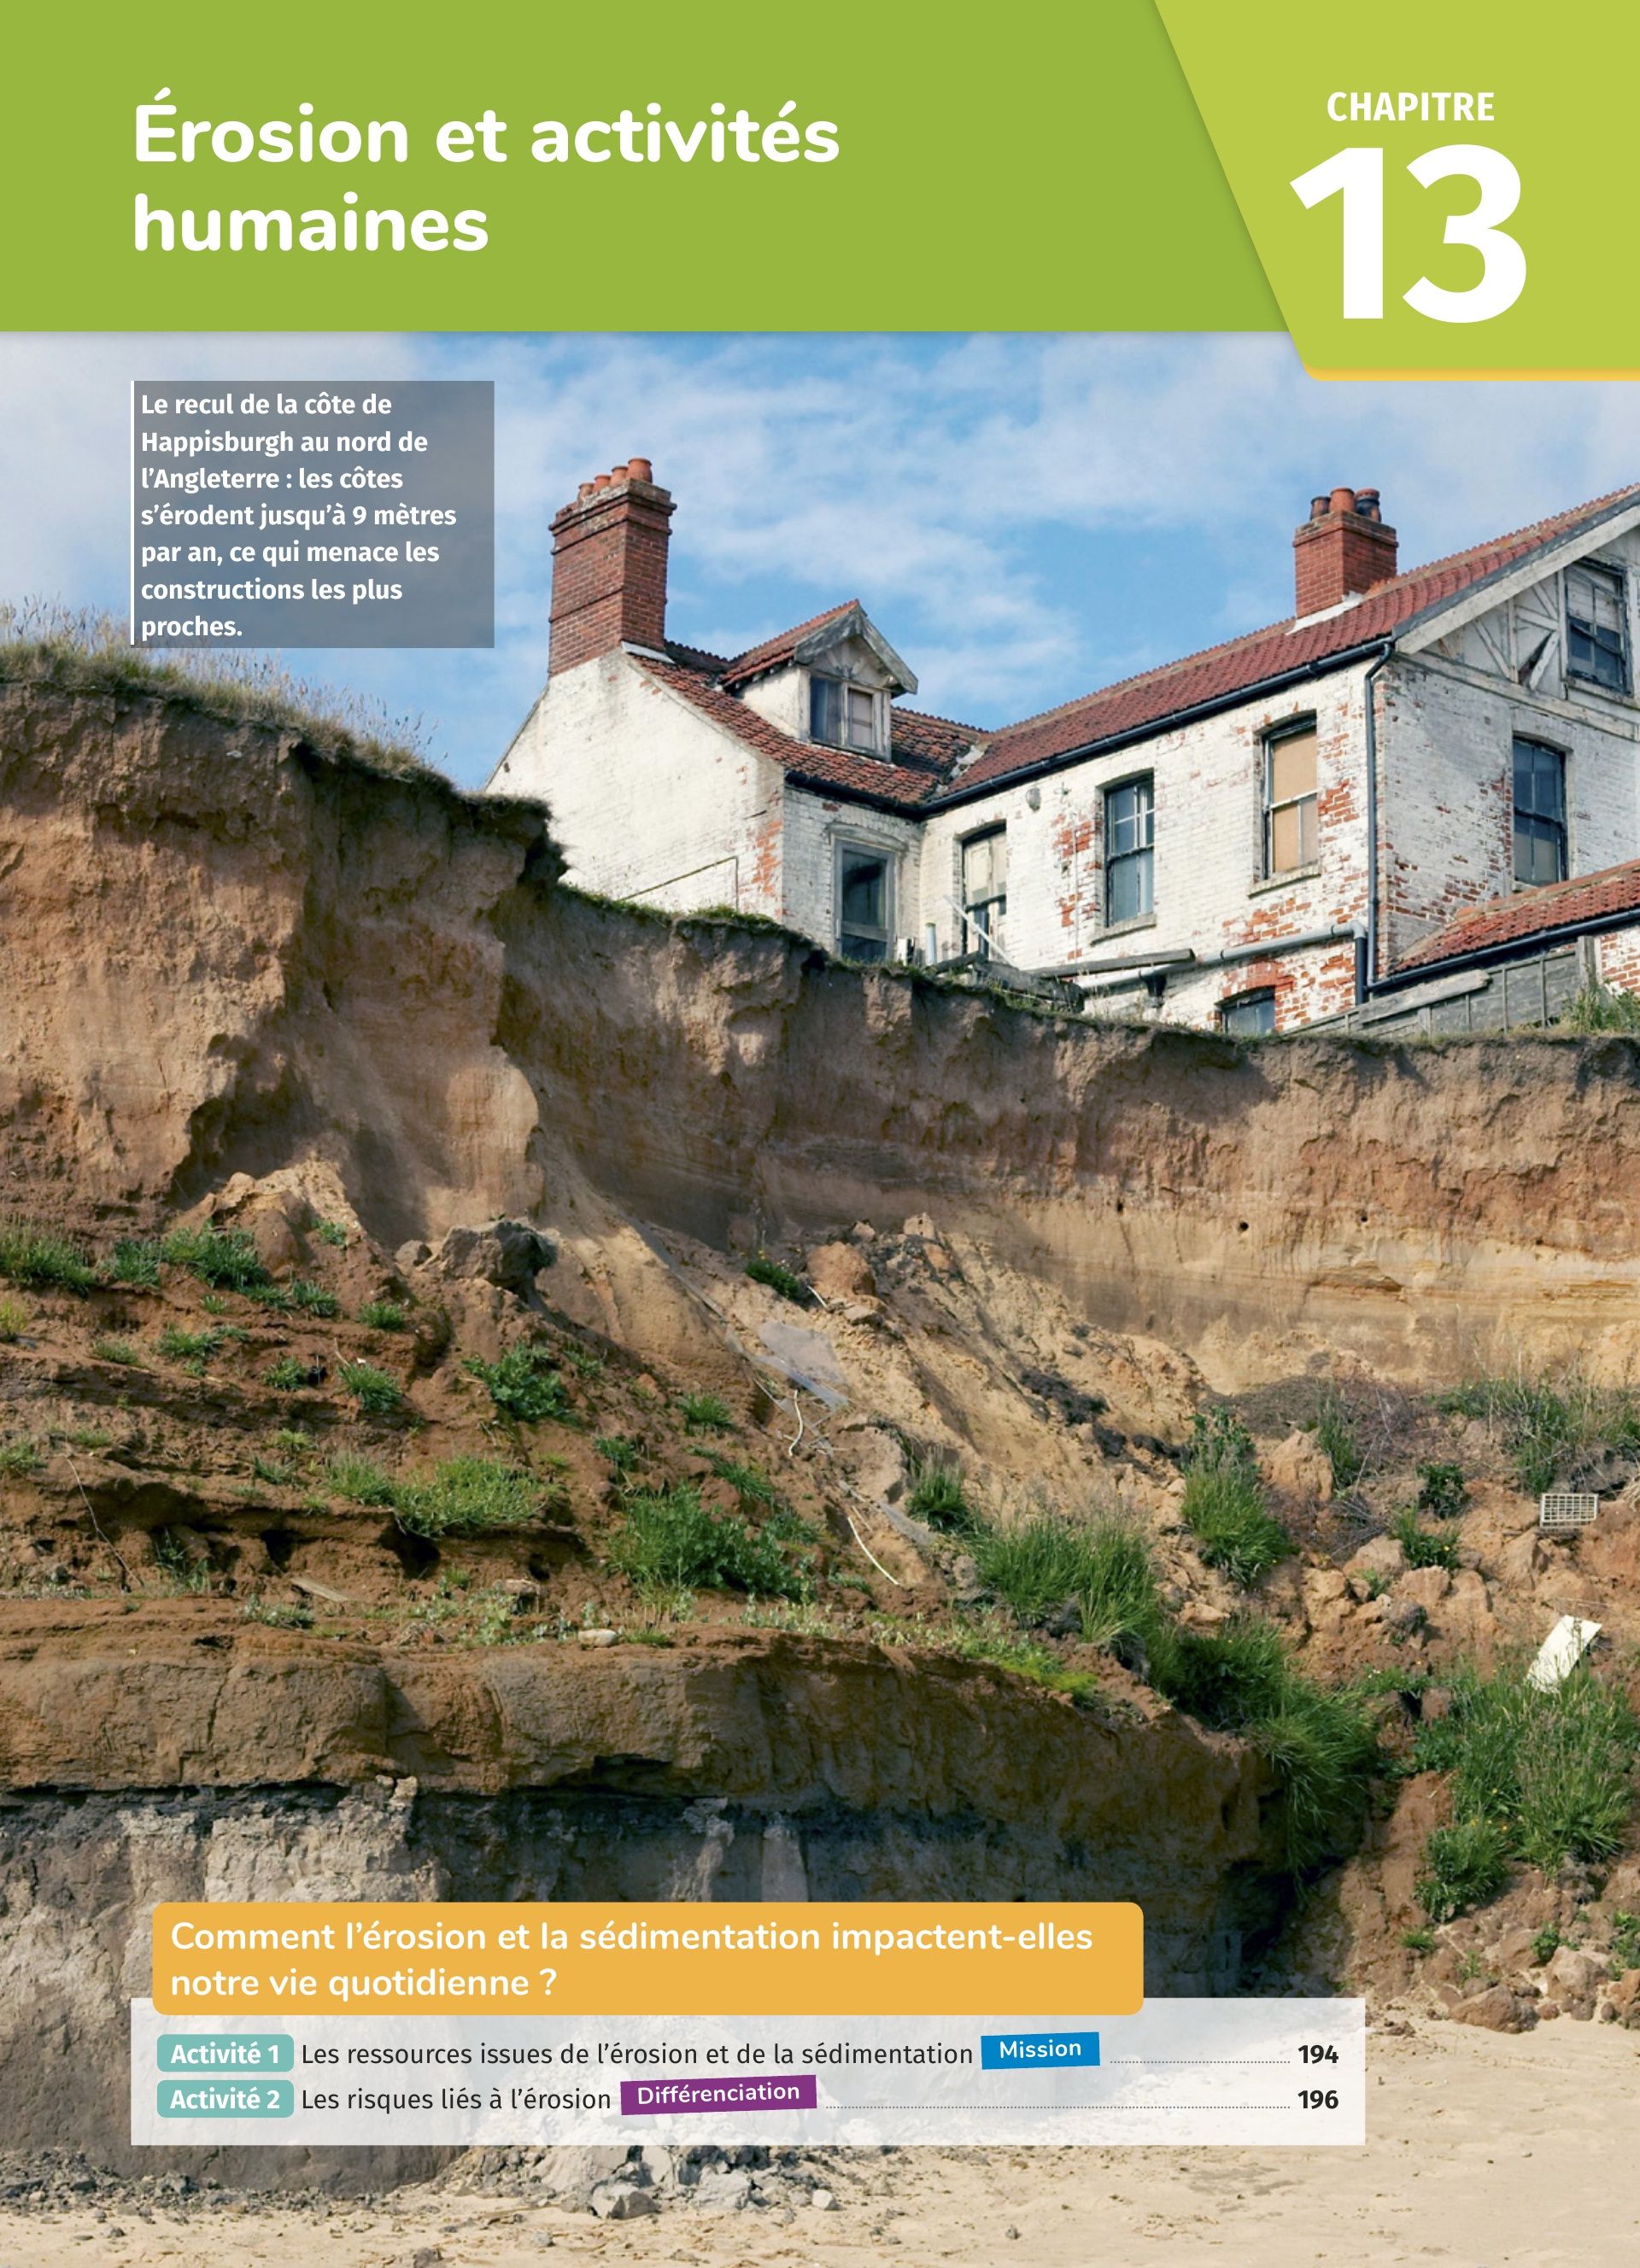 Érosion et activités
humaines
CHAPITRE
13
Le recul de la côte de
Happisburgh au nord de
l'Angleterre : les côtes
s'érodent jusqu'à 9 mètres
par an, ce qui menace les
constructions les plus
proches.
Comment l'érosion et la sédimentation impactent-elles
notre vie quotidienne ?
Activité 1 Les ressources issues de l'érosion et de la sédimentation Mission 194
Activité 2 Les risques liés à l'érosion Différenciation 196